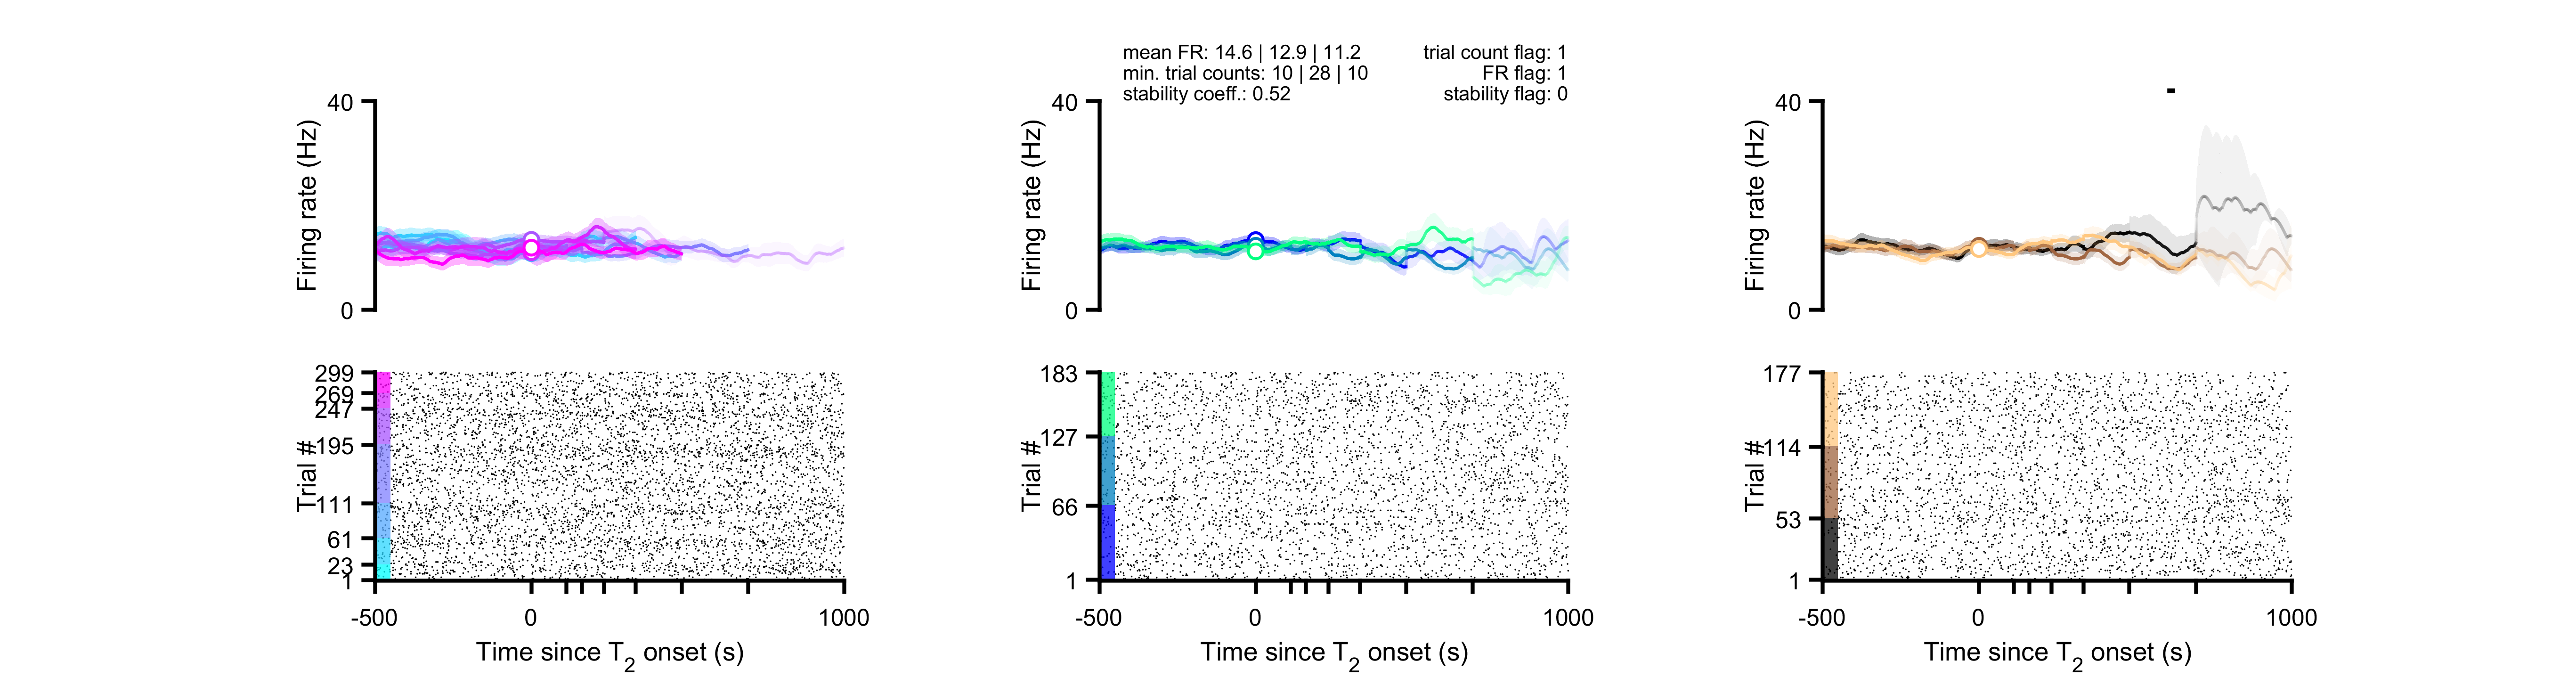 mean FR: 14.6 | 12.9 | 11.2
min. trial counts: 10 | 28 | 10
stability coeff.: 0.52
trial count flag: 1
FR flag: 1
stability flag: 0
40
Firing rate (Hz)
0
299
269
247
195
111
61
23
1
Trial #
-500
0
1000
Time since T2 onset (s)
40
Firing rate (Hz)
0
183
127
66
1
Trial #
-500
0
1000
Time since T2 onset (s)
40
Firing rate (Hz)
0
177
114
53
1
Trial #
-500
0
1000
Time since T2 onset (s)